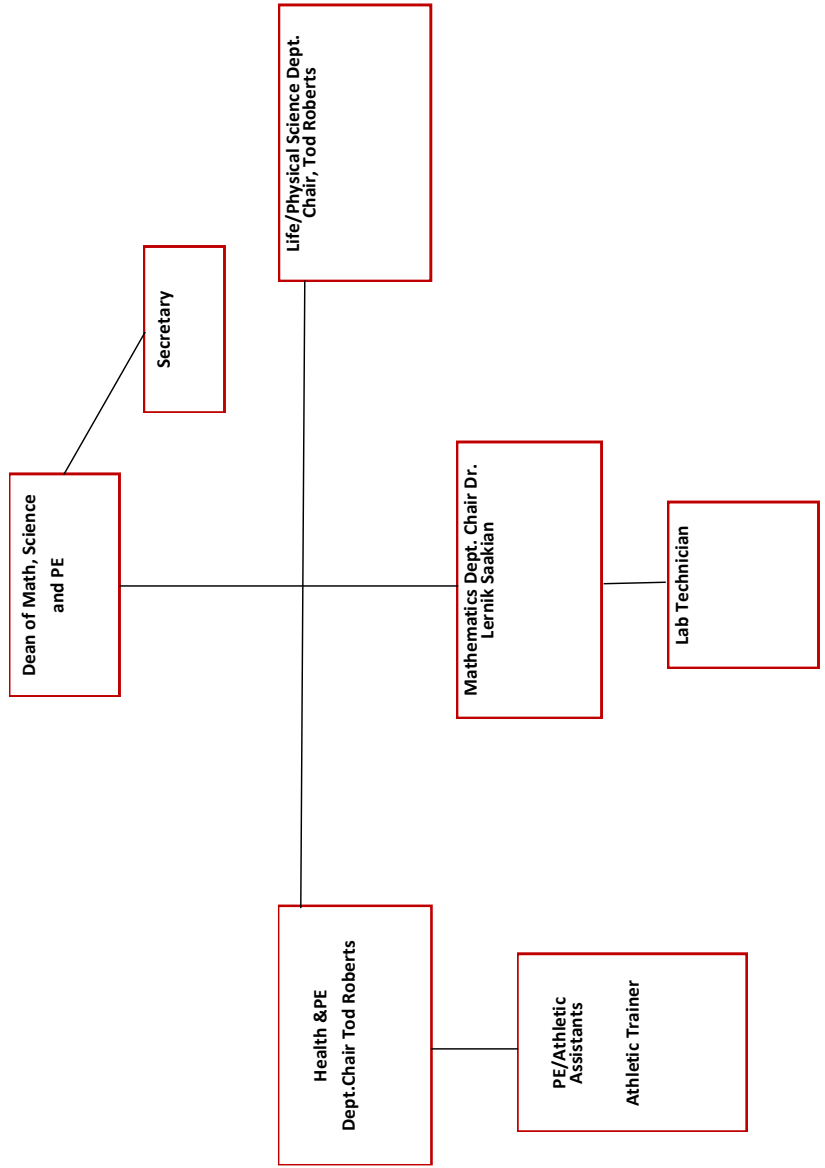 Dean of Math, Science
and PE
Secretary
Health &PE
Dept.Chair Tod Roberts
Life/Physical Science Dept.
Chair, Tod Roberts
Mathematics Dept. Chair Dr.
Lernik Saakian
PE/Athletic
Assistants
Athletic Trainer
Lab Technician